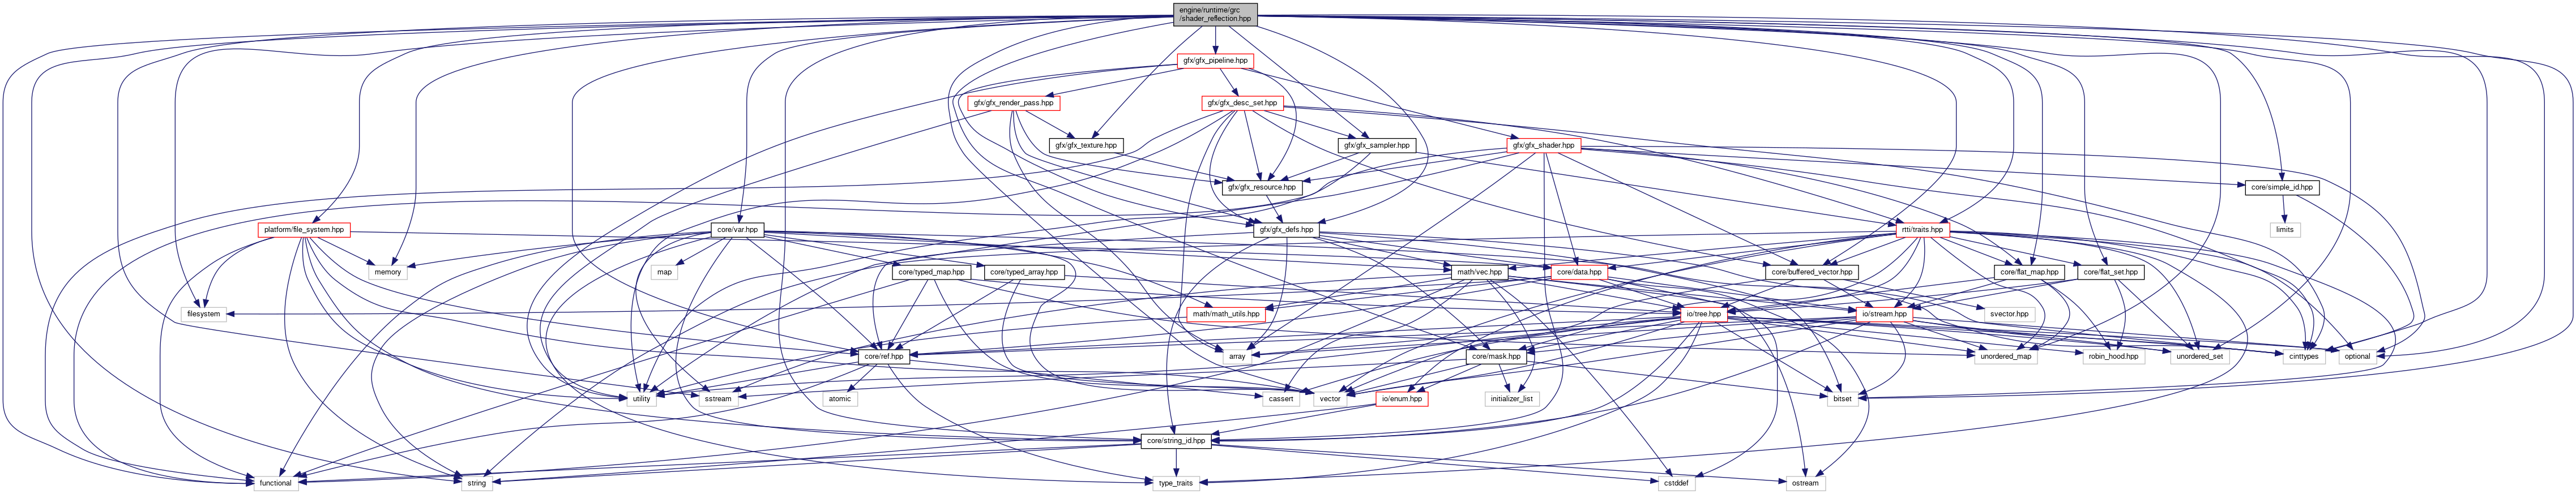 engine/runtime/grc
/shader_reflection.hpp
gfx/gfx_pipeline.hpp
gfx/gfx_render_pass.hpp
gfx/gfx_desc_set.hpp
gfx/gfx_texture.hpp
gfx/gfx_sampler.hpp
gfx/gfx_shader.hpp
gfx/gfx_resource.hpp
core/simple_id.hpp
platform/file_system.hpp
core/var.hpp
gfx/gfx_defs.hpp
rtti/traits.hpp
limits
memory
map
core/typed_map.hpp
core/typed_array.hpp
math/vec.hpp
core/data.hpp
core/buffered_vector.hpp
core/flat_map.hpp
core/flat_set.hpp
filesystem
math/math_utils.hpp
io/tree.hpp
io/stream.hpp
svector.hpp
core/ref.hpp
array
core/mask.hpp
unordered_map
robin_hood.hpp
unordered_set
cinttypes
optional
utility
sstream
atomic
cassert
vector
io/enum.hpp
initializer_list
bitset
core/string_id.hpp
functional
string
type_traits
cstddef
ostream